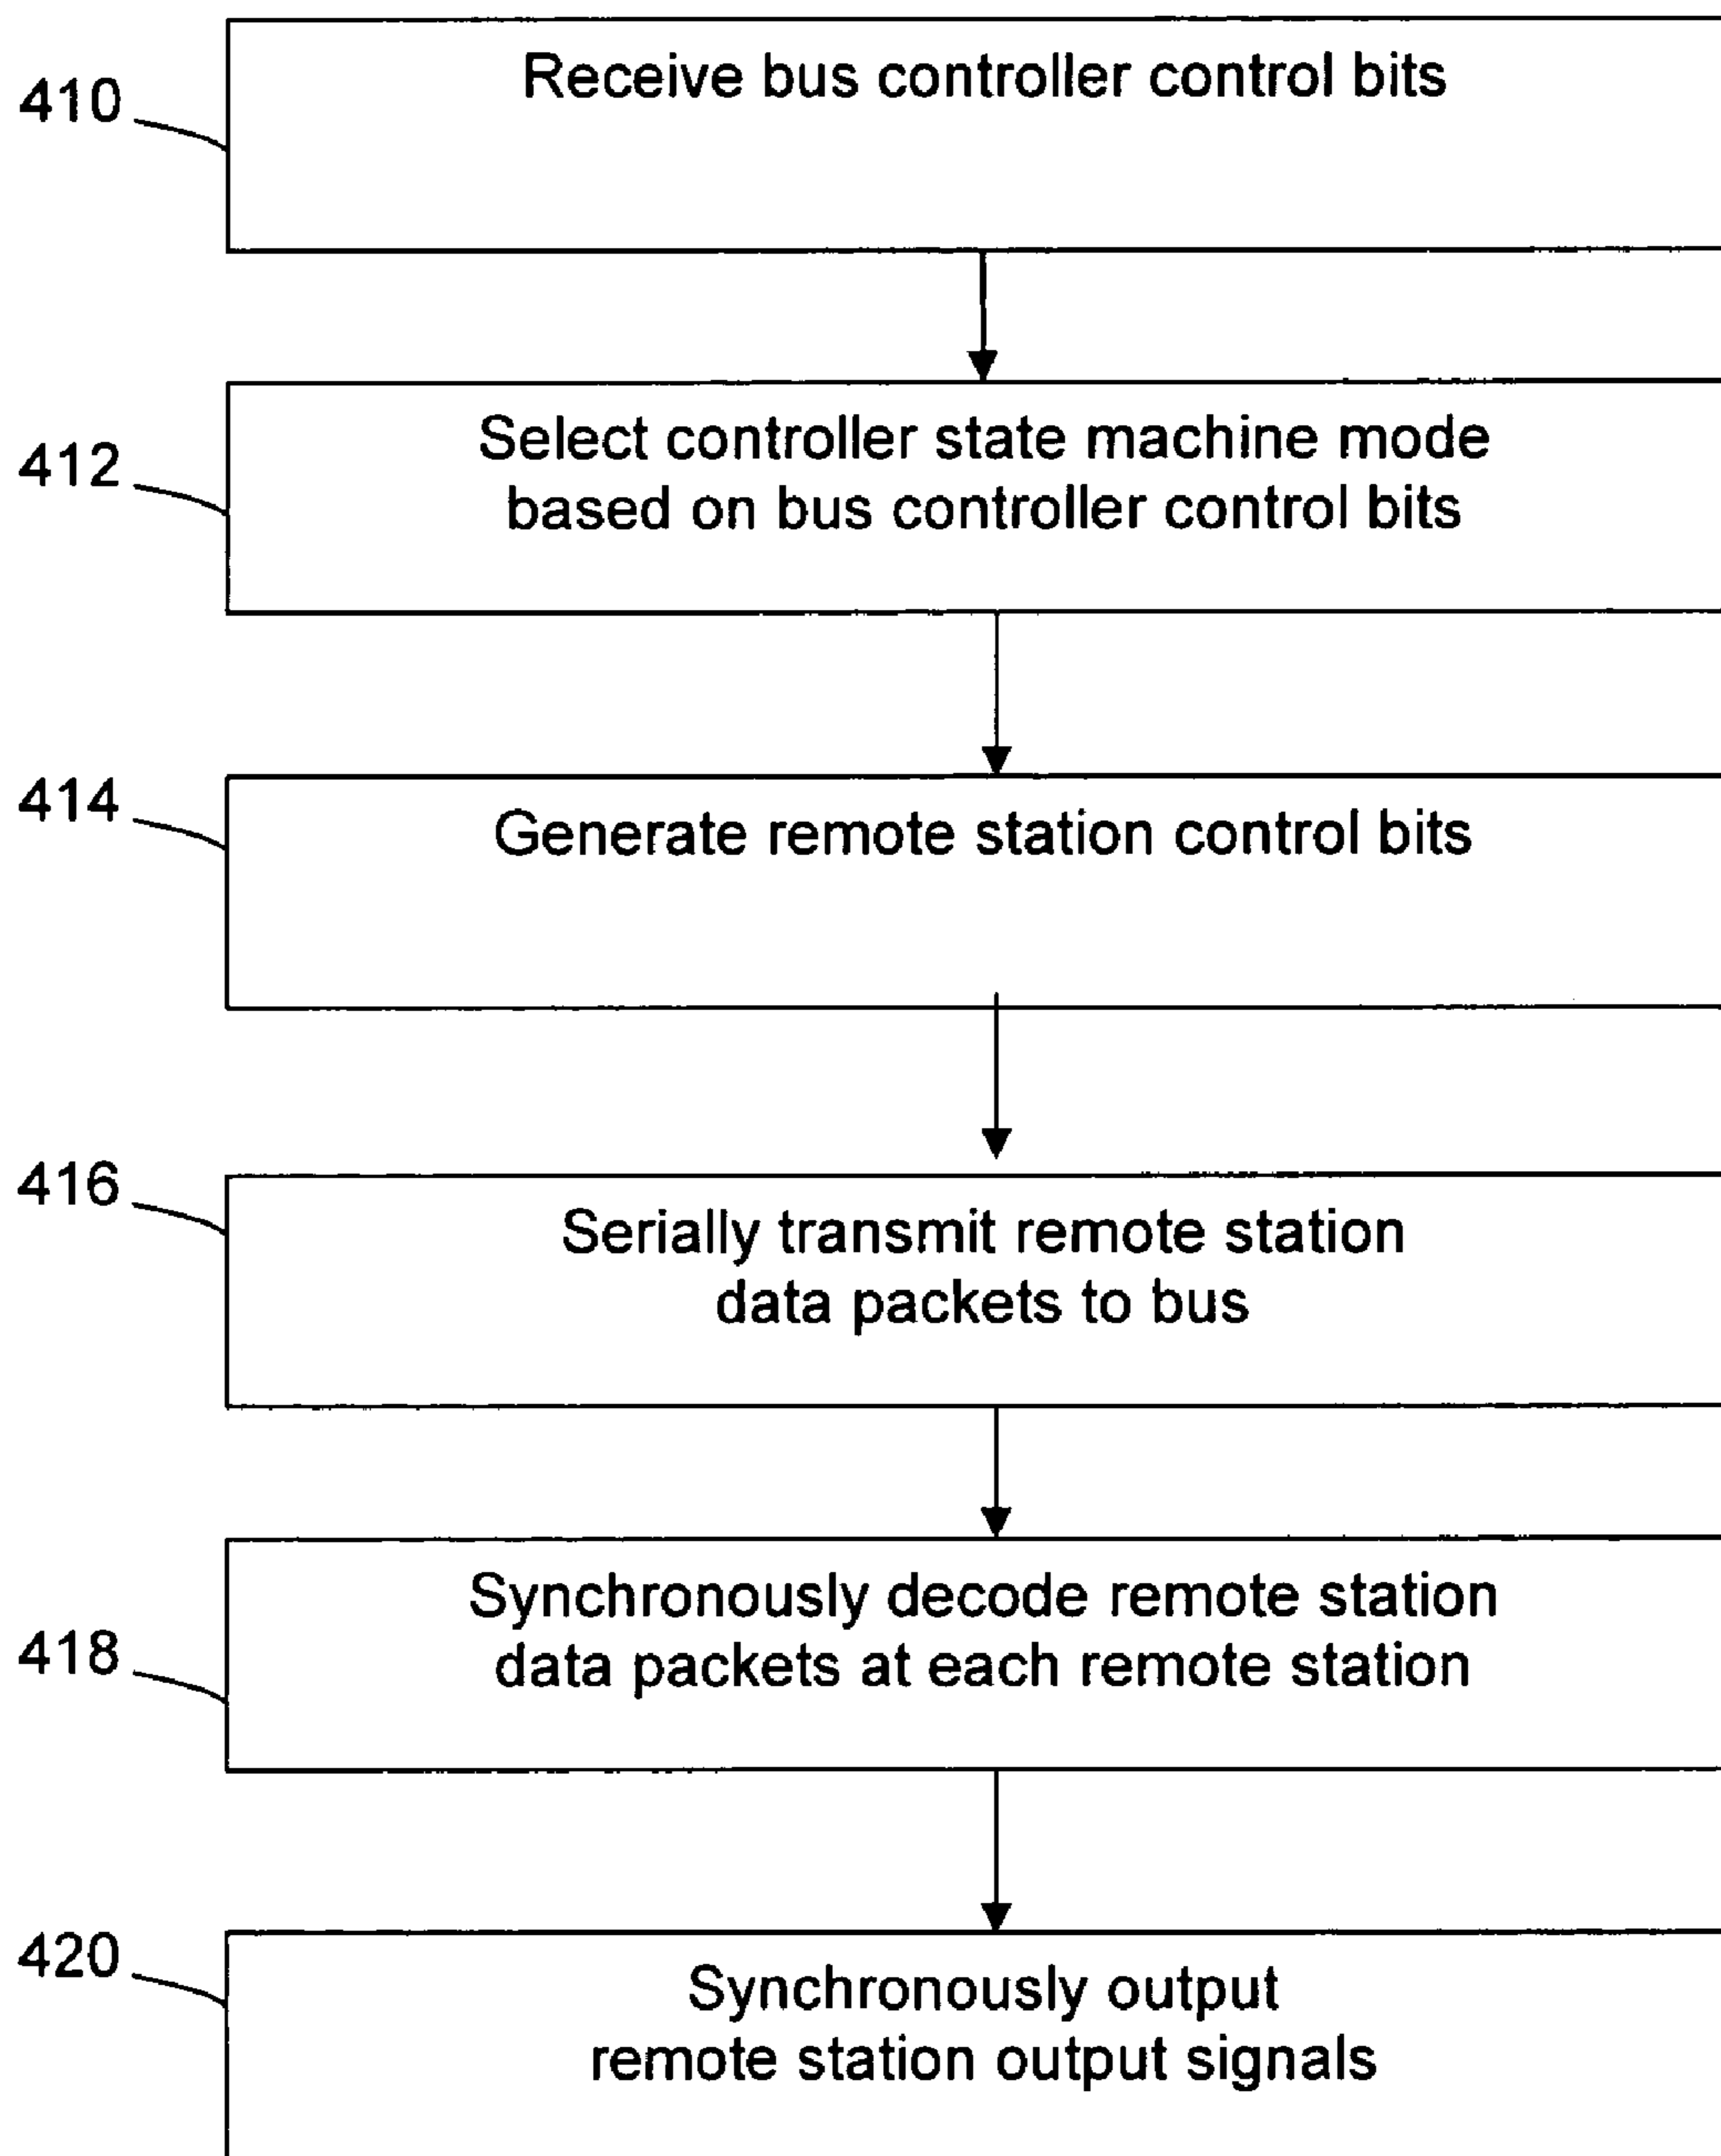 410
Receive bus controller control bits
412
Select controller state machine mode
based on bus controller control bits
414
Generate remote station control bits
416
Serially transmit remote station
data packets to bus
418
Synchronously decode remote station
data packets at each remote station
420
Synchronously output
remote station output signals